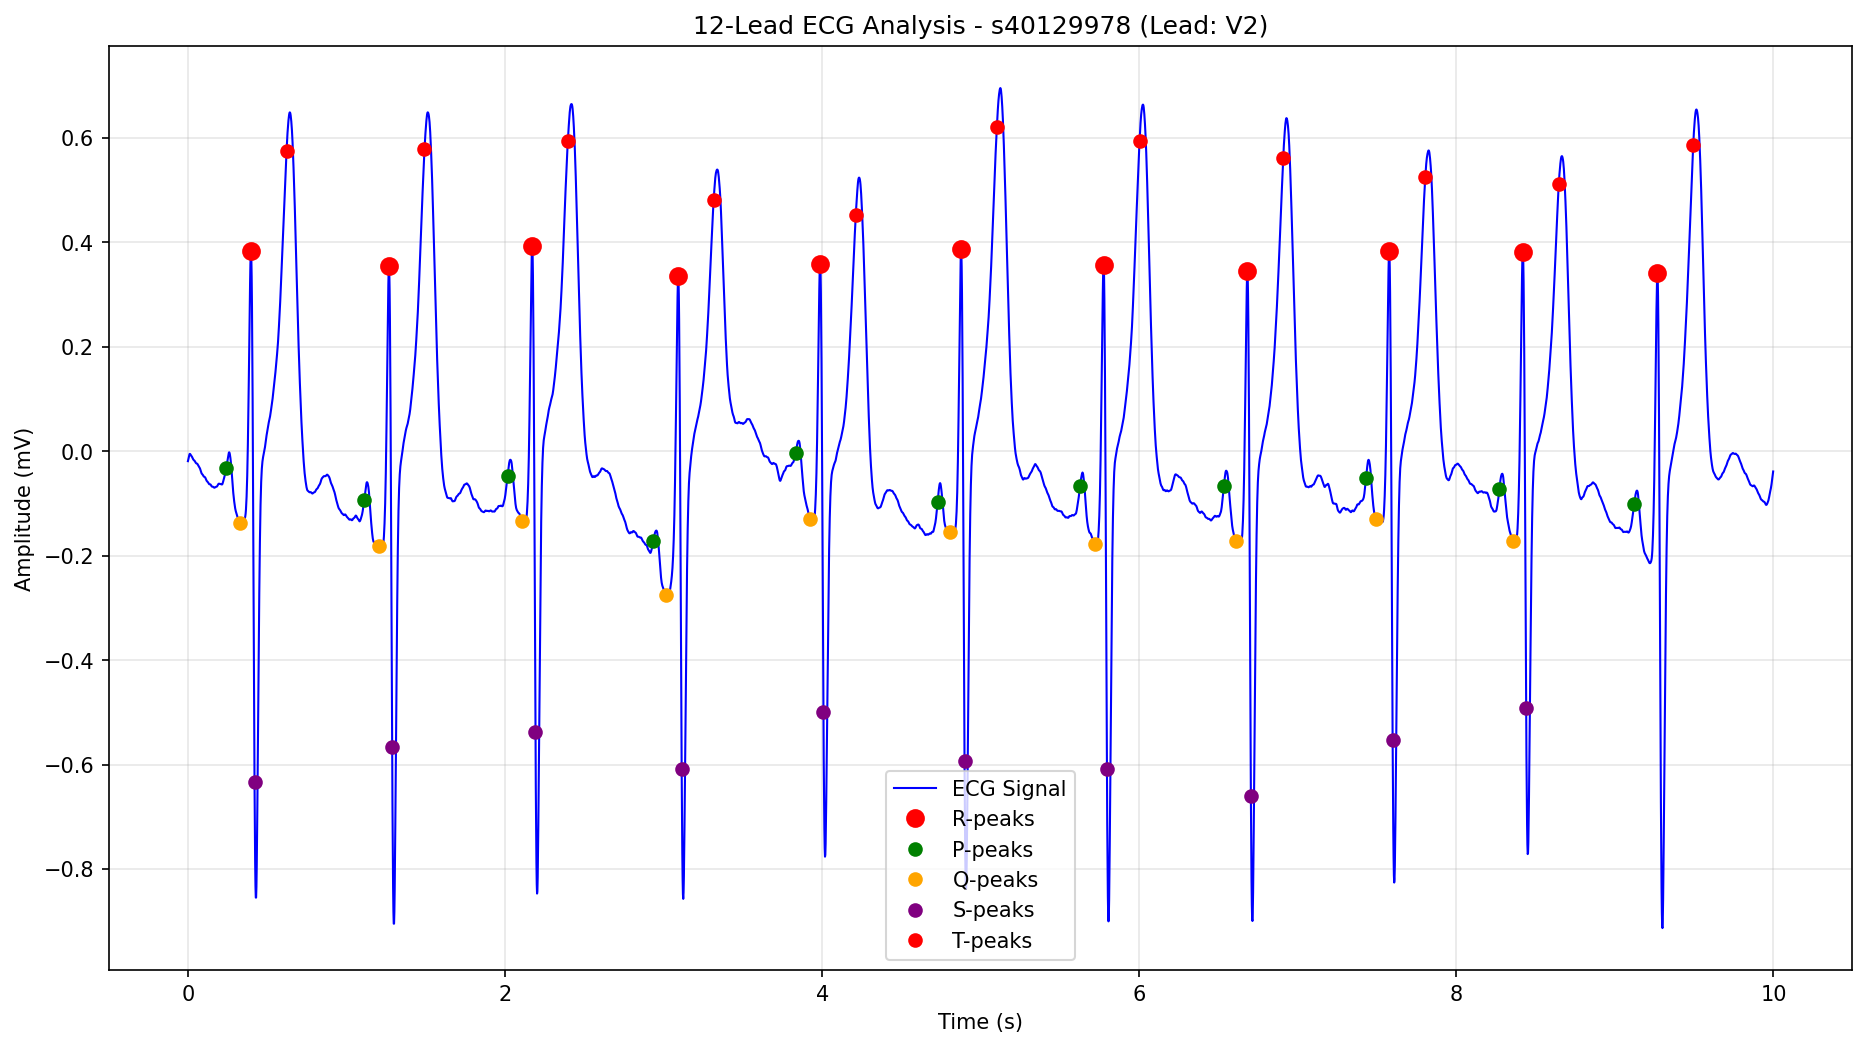 12-Lead ECG Analysis - s40129978 (Lead: V2)
Amplitude (mV)
0.6
0.4
0.2
0.0
−0.2
−0.4
−0.6
−0.8
ECG Signal
R-peaks
P-peaks
Q-peaks
S-peaks
T-peaks
0 2 4 6 8 10
Time (s)